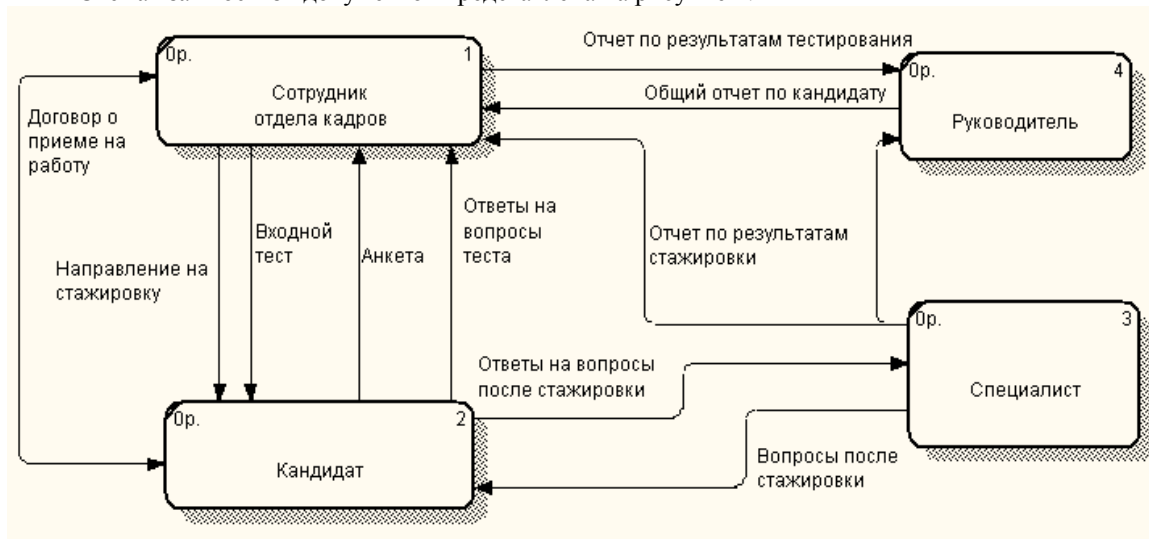 0р. 1
Сотрудник
отдела кадров
Отчет по результатам тестирования
0р. 4
Руководитель
Общий отчет по кандидату
Договор о
приеме на
работу
Направление на
стажировку
Входной
тест
Анкета
Ответы на
вопросы
теста
Отчет по результатам
стажировки
0р. 3
Специалист
Ответы на вопросы
после стажировки
0р. 2
Кандидат
Вопросы после
стажировки